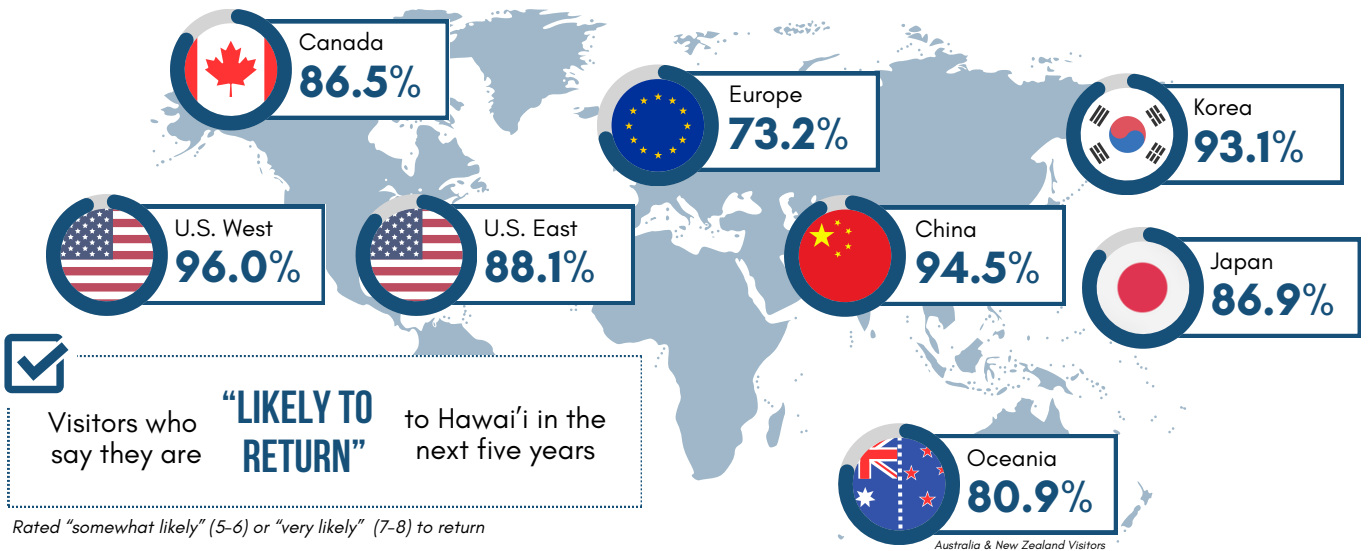 Canada
86.5%
Europe
73.2%
Korea
93.1%
U.S. West
96.0%
U.S. East
88.1%
China
94.5%
Japan
86.9%
Visitors who
say they are
“LIKELY TO
RETURN”
to Hawai’i in the
next five years
Oceania
80.9%
Rated “somewhat likely” (5-6) or “very likely” (7-8) to return
Australia & New Zealand Visitors